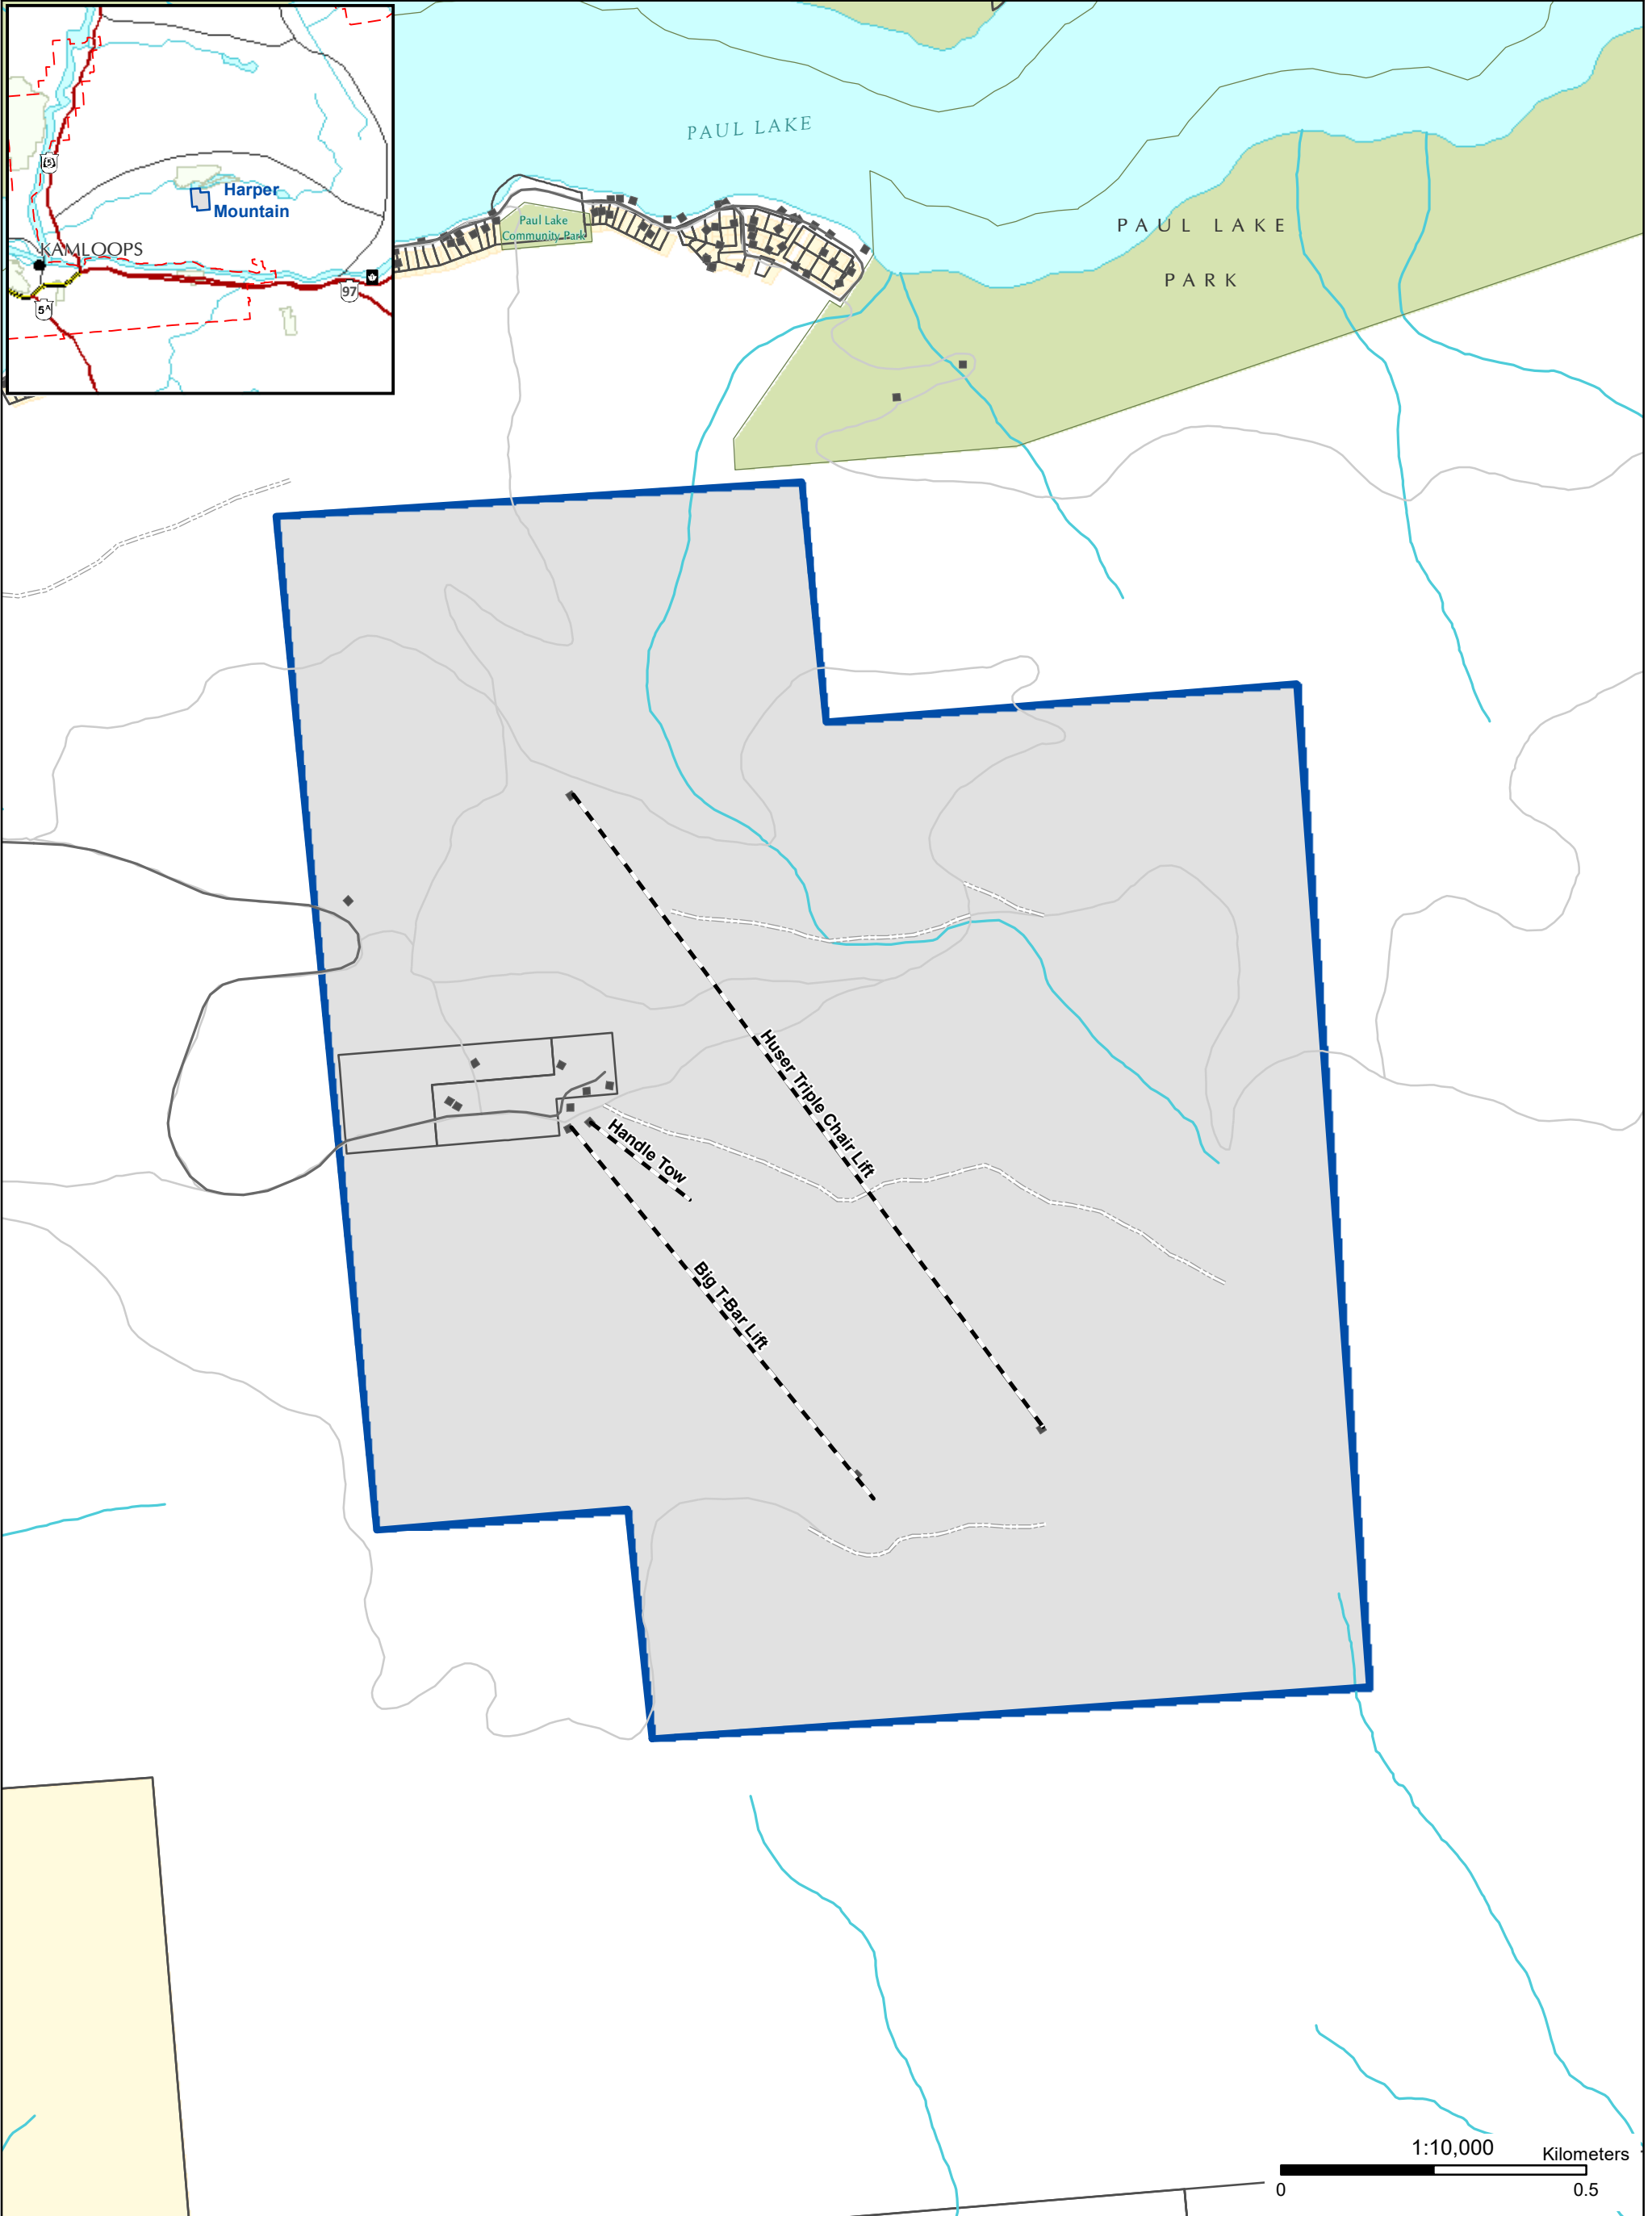 5
Harper
Mountain
KAMLOOPS
1
97
5A
PAUL LAKE
Paul Lake
Community Park
PAUL LAKE
PARK
Huser Triple Chair Lift
Handle Tow
Big T-Bar Lift
1:10,000
Kilometers
0
0.5